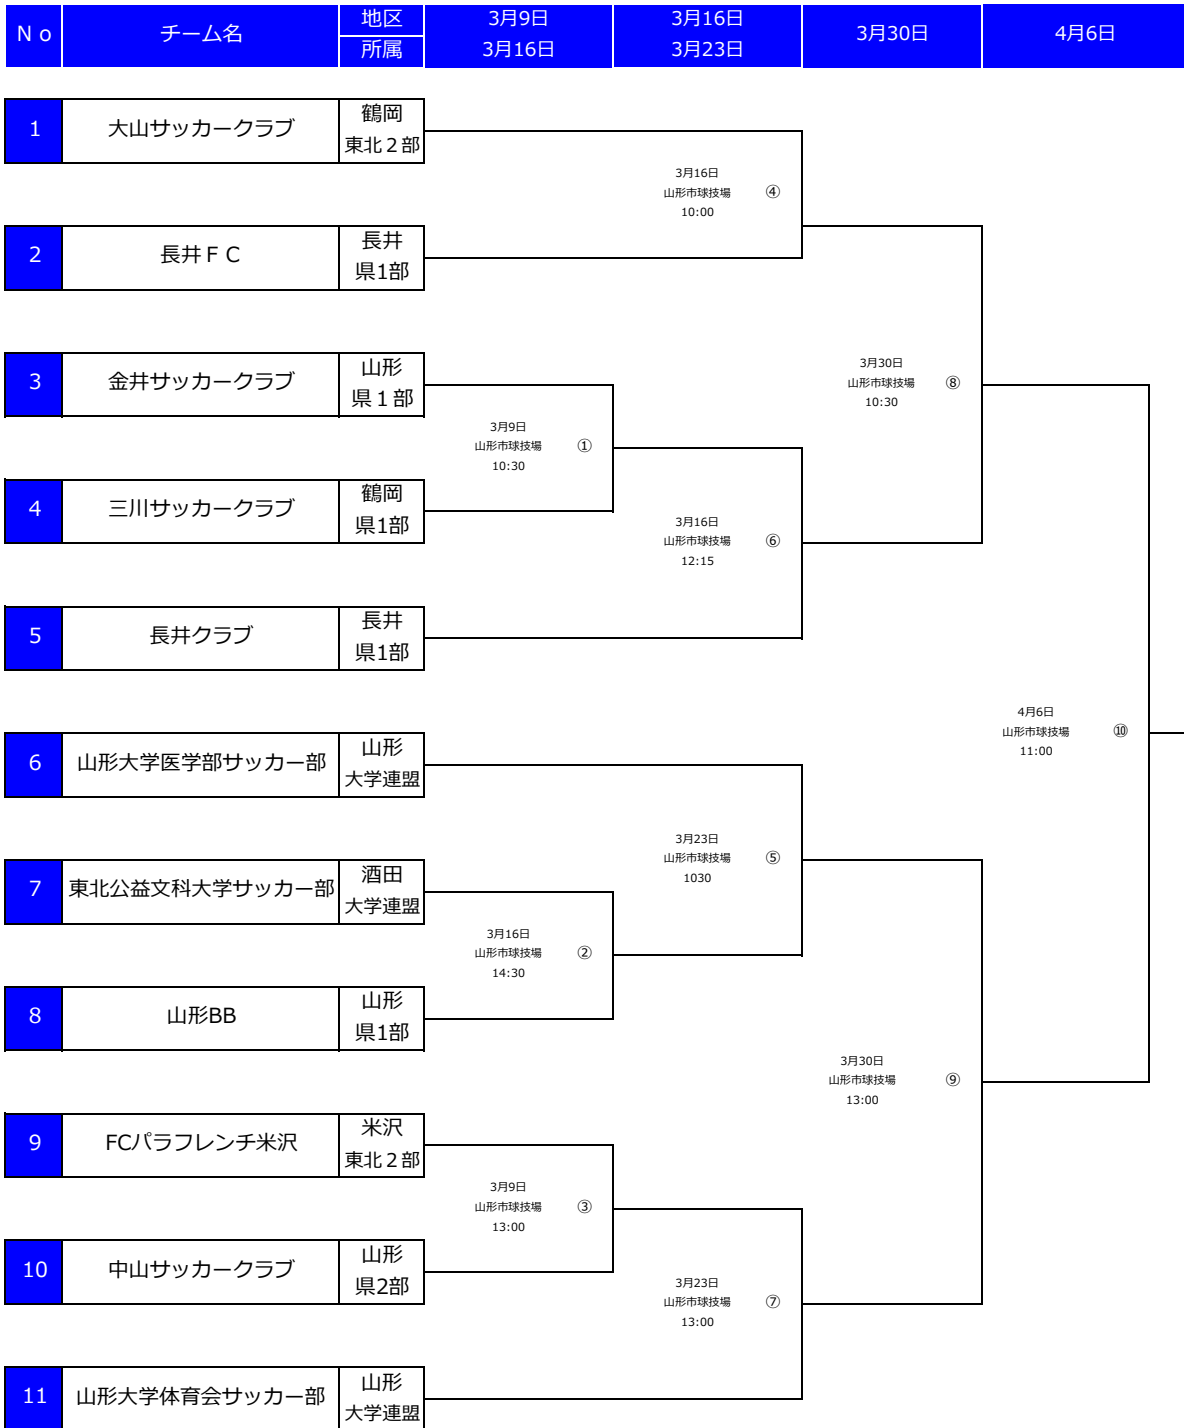 Ｎｏ
チーム名
地区
所属
3月9日
3月16日
3月16日
3月23日
3月30日
4月6日
1
大山サッカークラブ
鶴岡
東北２部
3月16日
山形市球技場
④
10:00
2
長井ＦＣ
長井
県1部
3
金井サッカークラブ
山形
県１部
3月30日
山形市球技場
⑧
10:30
3月9日
山形市球技場
①
10:30
4
三川サッカークラブ
鶴岡
県1部
3月16日
山形市球技場
⑥
12:15
5
長井クラブ
長井
県1部
4月6日
山形市球技場
⑩
11:00
6
山形大学医学部サッカー部
山形
大学連盟
3月23日
山形市球技場
⑤
1030
7
東北公益文科大学サッカー部
酒田
大学連盟
3月16日
山形市球技場
②
14:30
8
山形BB
山形
県1部
3月30日
山形市球技場
⑨
13:00
9
FCパラフレンチ米沢
米沢
東北２部
3月9日
山形市球技場
③
13:00
10
中山サッカークラブ
山形
県2部
3月23日
山形市球技場
⑦
13:00
11
山形大学体育会サッカー部
山形
大学連盟